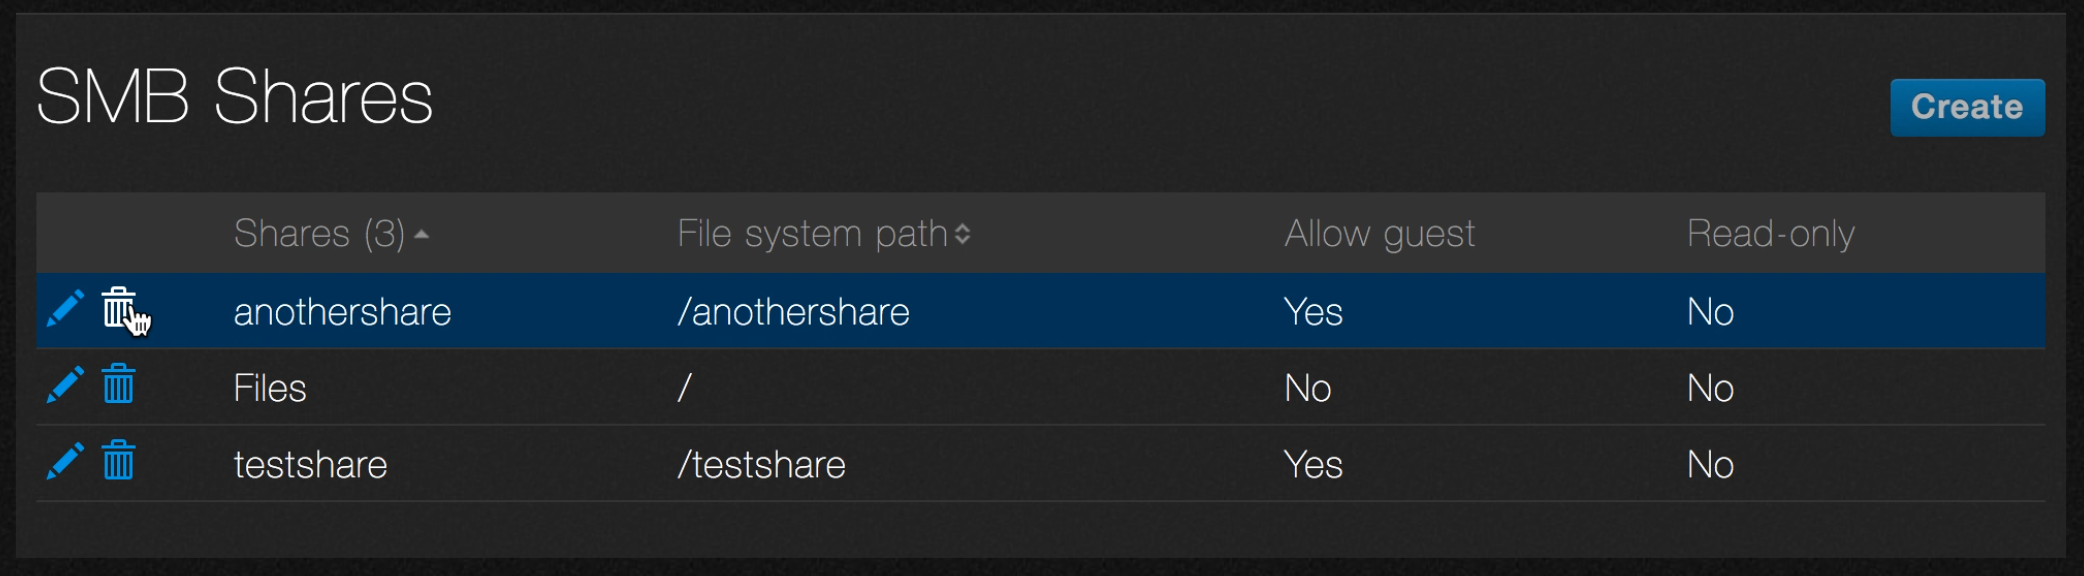 SMB Shares
Create
Shares (3) File system path Allow guest Read-only
anothershare /anothershare Yes No
Files / No No
testshare /testshare Yes No